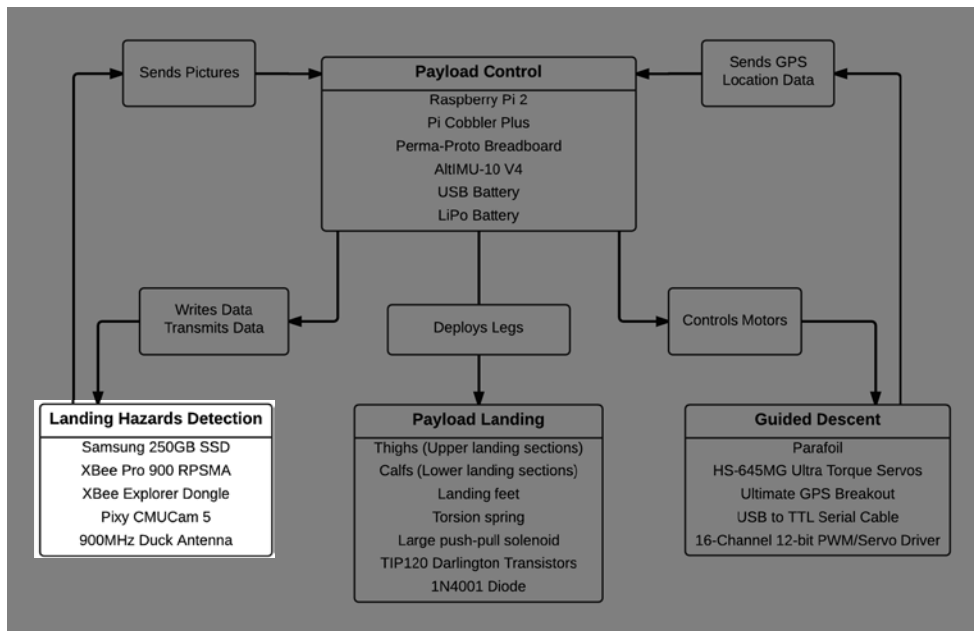 Sends Pictures
Payload Control
Raspberry Pi 2
Pi Cobbler Plus
Perma-Proto Breadboard
AltIMU-10 V4
USB Battery
LiPo Battery
Sends GPS
Location Data
Writes Data
Transmits Data
Deploys Legs
Controls Motors
Landing Hazards Detection
Samsung 250GB SSD
XBee Pro 900 RPSMA
XBee Explorer Dongle
Pixy CMUCam 5
900MHz Duck Antenna
Payload Landing
Thighs (Upper landing sections)
Calfs (Lower landing sections)
Landing feet
Torsion spring
Large push-pull solenoid
TIP120 Darlington Transistors
1N4001 Diode
Guided Descent
Parafoil
HS-645MG Ultra Torque Servos
Ultimate GPS Breakout
USB to TTL Serial Cable
16-Channel 12-bit PWM/Servo Driver